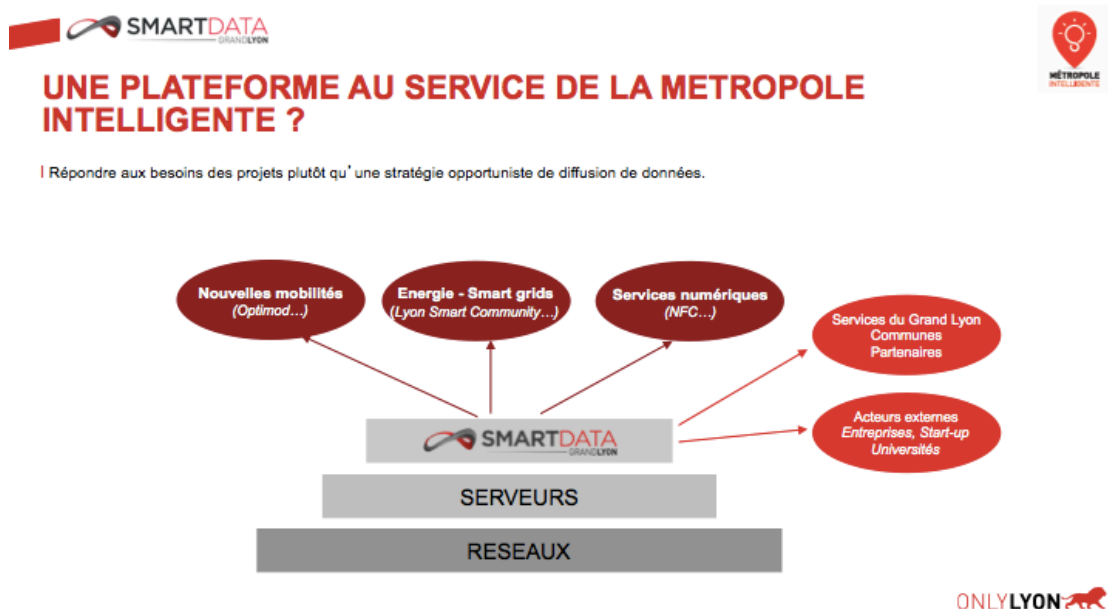 SMARTDATA
GRANDLYON
MÉTROPOLE
INTELLIGENTE
UNE PLATEFORME AU SERVICE DE LA METROPOLE
INTELLIGENTE ?
Répondre aux besoins des projets plutôt qu'une stratégie opportuniste de diffusion de données.
Nouvelles mobilités
(Optimod...)
Energie - Smart grids
(Lyon Smart Community...)
Services numériques
(NFC...)
Services du Grand Lyon
Communes
Partenaires
Acteurs externes
Entreprises, Start-up
Universités
SMARTDATA
GRANDLYON
SERVEURS
RESEAUX
ONLYLYON